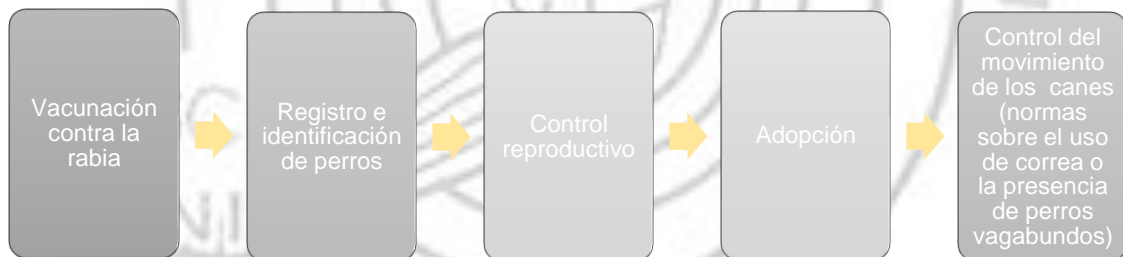 Vacunación
contra la
rabia
Registro e
identificación
de perros
Control
reproductivo
Adopción
Control del
movimiento
de los canes
(normas
sobre el uso
de correa o
la presencia
de perros
vagabundos)